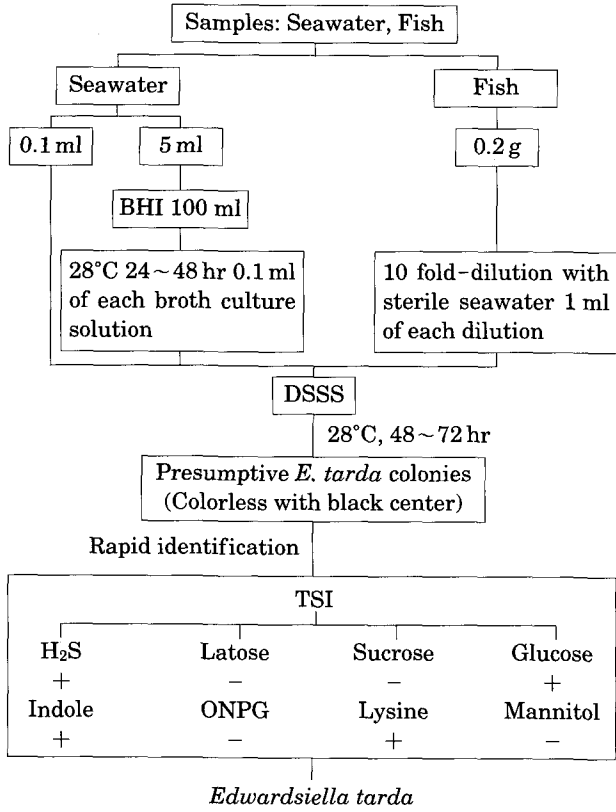 Samples: Seawater, Fish
Seawater
Fish
0.1 ml
5 ml
0.2 g
BHI 100 ml
28°C 24~48 hr 0.1 ml
of each broth culture
solution
10 fold-dilution with
sterile seawater 1 ml
of each dilution
DSSS
28°C, 48~72 hr
Presumptive E. tarda colonies
(Colorless with black center)
Rapid identification
TSI
H₂S Latose Sucrose Glucose
+ − − +
Indole ONPG Lysine Mannitol
+ − + −
Edwardsiella tarda